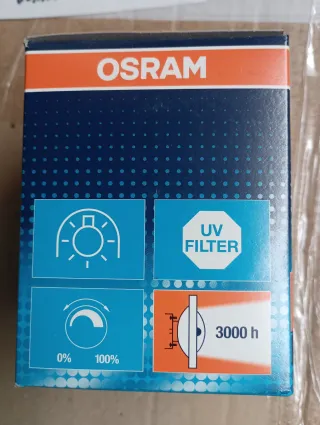 OSRAM
UV
FILTER
0% 100%
3000 h